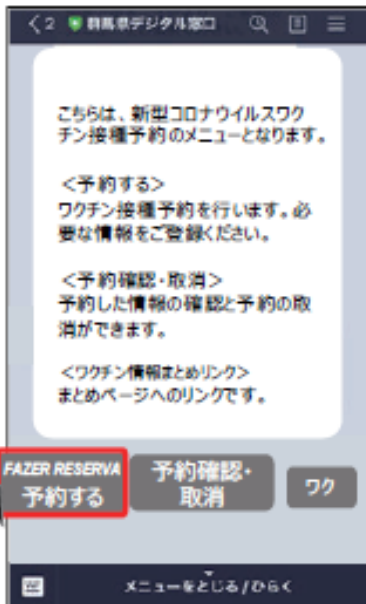 <2 群馬県デジタル窓口
こちらは、新型コロナウイルスワク
チン接種予約のメニューとなります。
<予約する>
ワクチン接種予約を行います。必
要な情報をご登録ください。
<予約確認・取消>
予約した情報の確認と予約の取
消ができます。
<ワクチン情報まとめリンク>
まとめページへのリンクです。
FAZER RESERVA
予約する
予約確認・
取消
ワク
メニューをとじる/ひらく